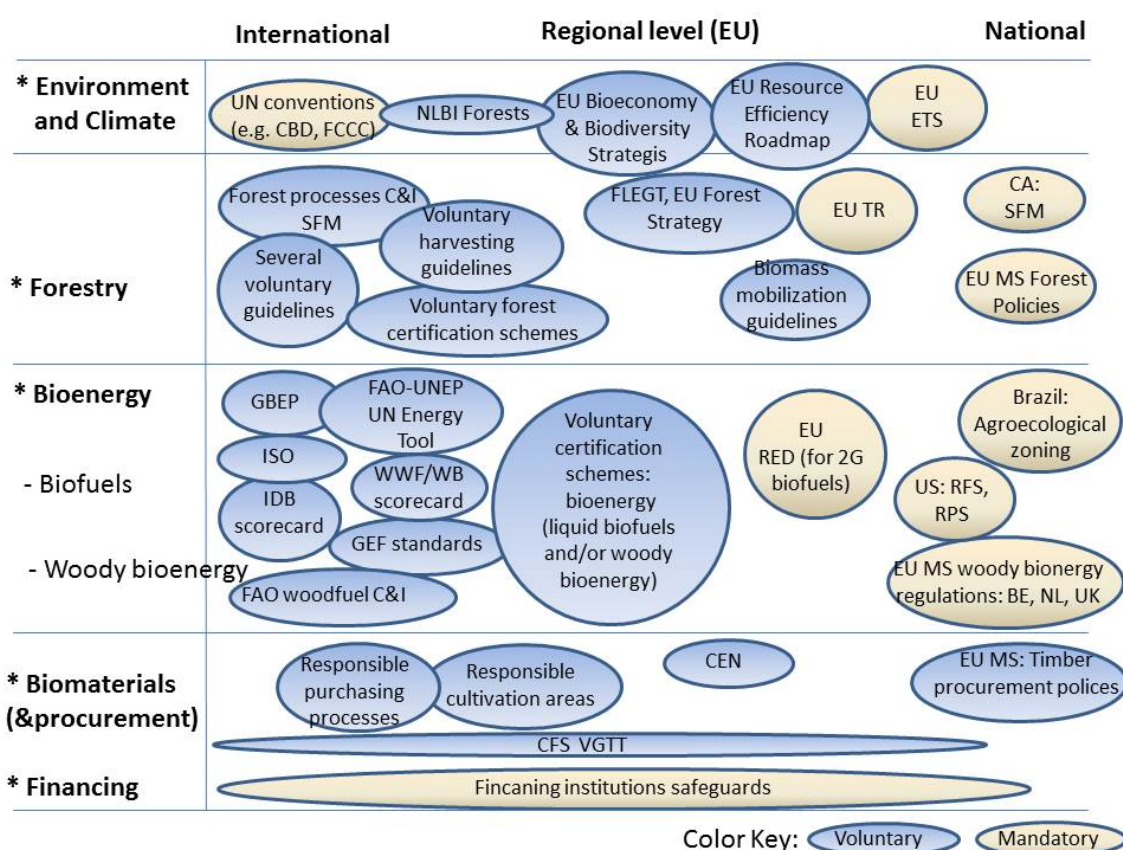 International
Regional level (EU)
National
* Environment
and Climate
UN conventions
(e.g. CBD, FCCC)
NLBI Forests
EU Bioeconomy
& Biodiversity
Strategis
EU Resource
Efficiency
Roadmap
EU
ETS
* Forestry
Forest processes C&I
SFM
Voluntary
harvesting
guidelines
Several
voluntary
guidelines
Voluntary forest
certification schemes
FLEGT, EU Forest
Strategy
EU TR
Biomass
mobilization
guidelines
CA:
SFM
EU MS Forest
Policies
* Bioenergy
- Biofuels
- Woody bioenergy
GBEP
FAO-UNEP
UN Energy
Tool
ISO
WWF/WB
scorecard
IDB
scorecard
GEF standards
FAO woodfuel C&I
Voluntary
certification
schemes:
bioenergy
(liquid biofuels
and/or woody
bioenergy)
EU
RED (for 2G
biofuels)
Brazil:
Agroecological
zoning
US: RFS,
RPS
EU MS woody bionergy
regulations: BE, NL, UK
* Biomaterials
(&procurement)
Responsible
purchasing
processes
Responsible
cultivation areas
CEN
EU MS: Timber
procurement polices
CFS VGTT
* Financing
Fincaning institutions safeguards
Color Key:
Voluntary
Mandatory